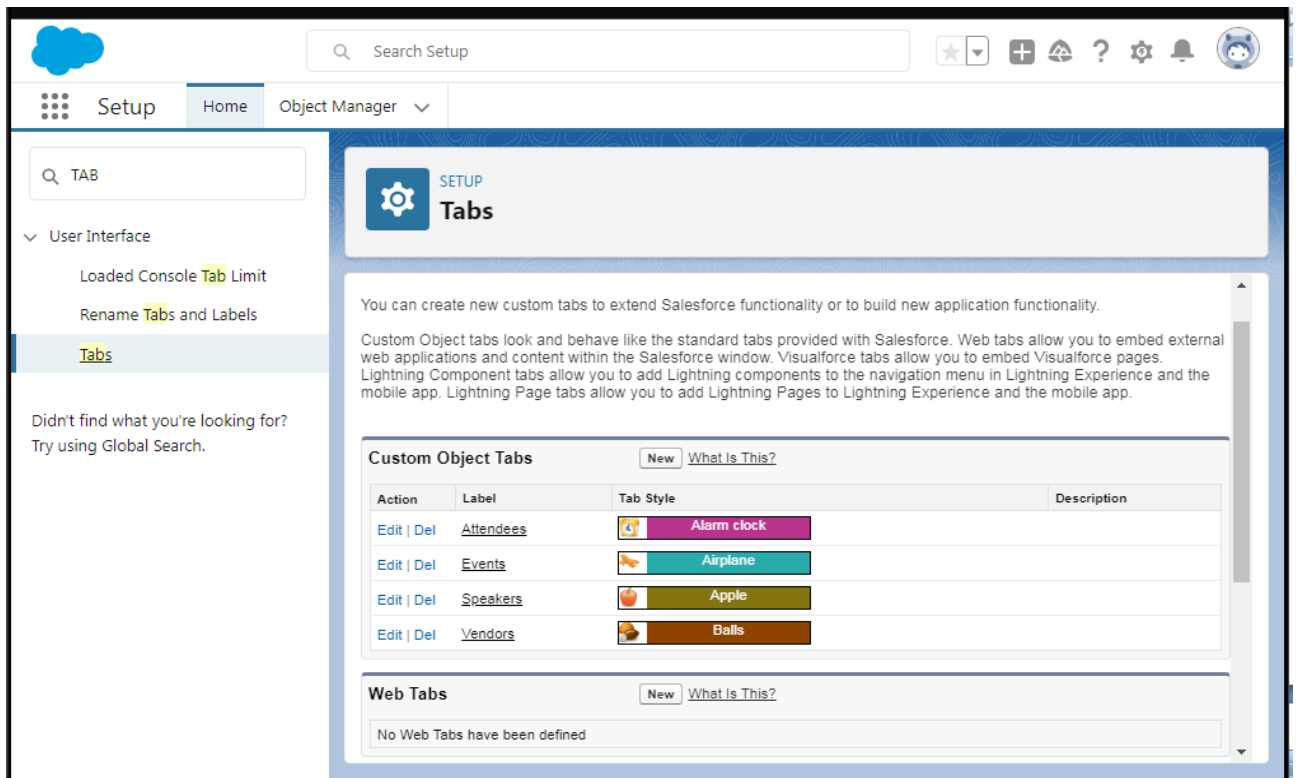 Search Setup
Setup
Home
Object Manager
TAB
User Interface
Loaded Console Tab Limit
Rename Tabs and Labels
Tabs
Didn't find what you're looking for?
Try using Global Search.
SETUP
Tabs
You can create new custom tabs to extend Salesforce functionality or to build new application functionality.
Custom Object tabs look and behave like the standard tabs provided with Salesforce. Web tabs allow you to embed external
web applications and content within the Salesforce window. Visualforce tabs allow you to embed Visualforce pages.
Lightning Component tabs allow you to add Lightning components to the navigation menu in Lightning Experience and the
mobile app. Lightning Page tabs allow you to add Lightning Pages to Lightning Experience and the mobile app.
Custom Object Tabs New What Is This?
Action Label Tab Style Description
Edit | Del Attendees Alarm clock
Edit | Del Events Airplane
Edit | Del Speakers Apple
Edit | Del Vendors Balls
Web Tabs New What Is This?
No Web Tabs have been defined